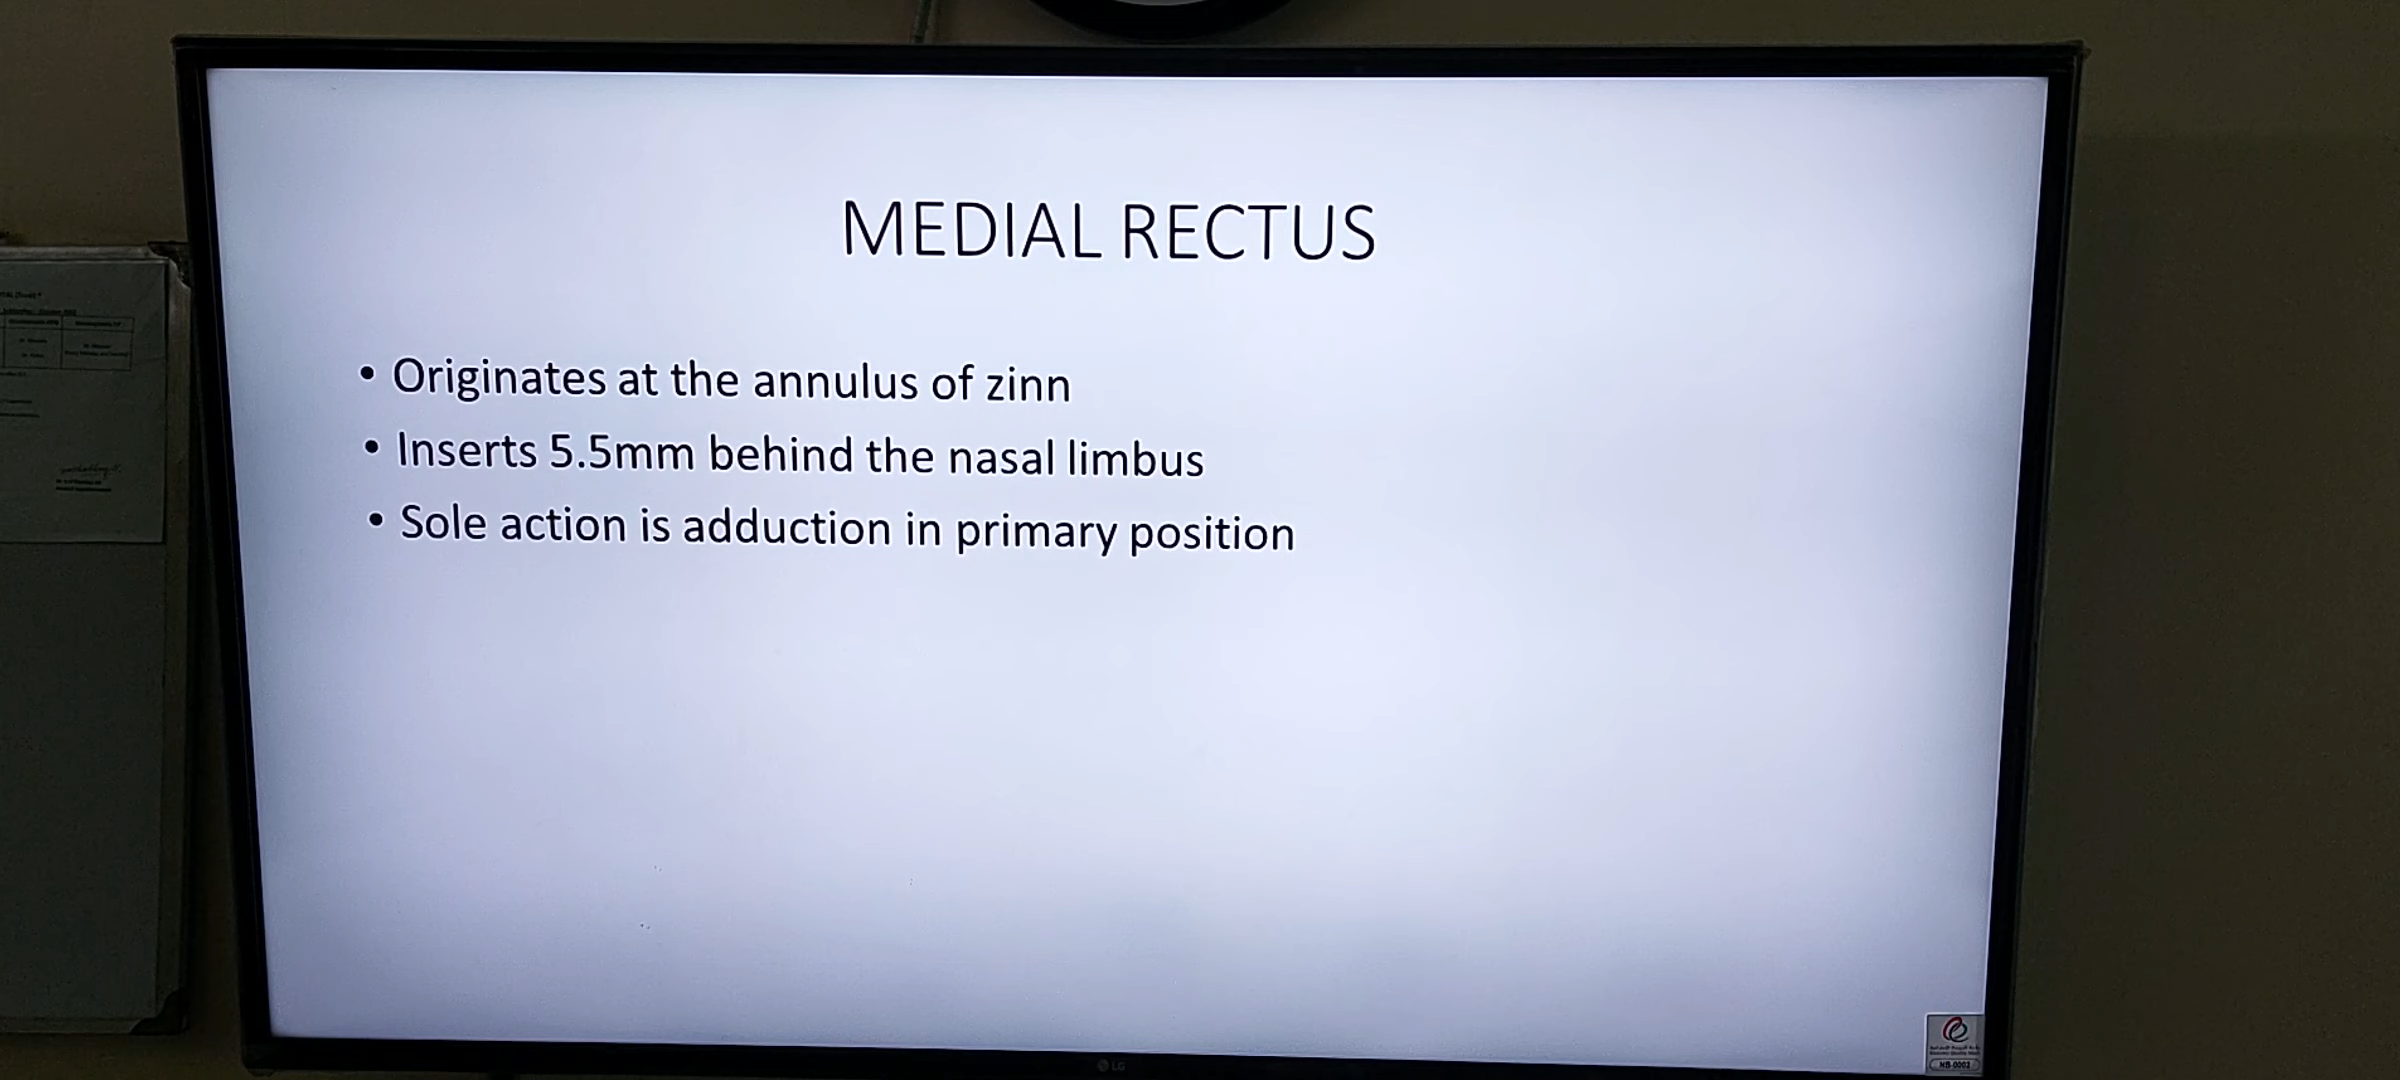 MEDIAL RECTUS
• Originates at the annulus of zinn
• Inserts 5.5mm behind the nasal limbus
• Sole action is adduction in primary position
LG